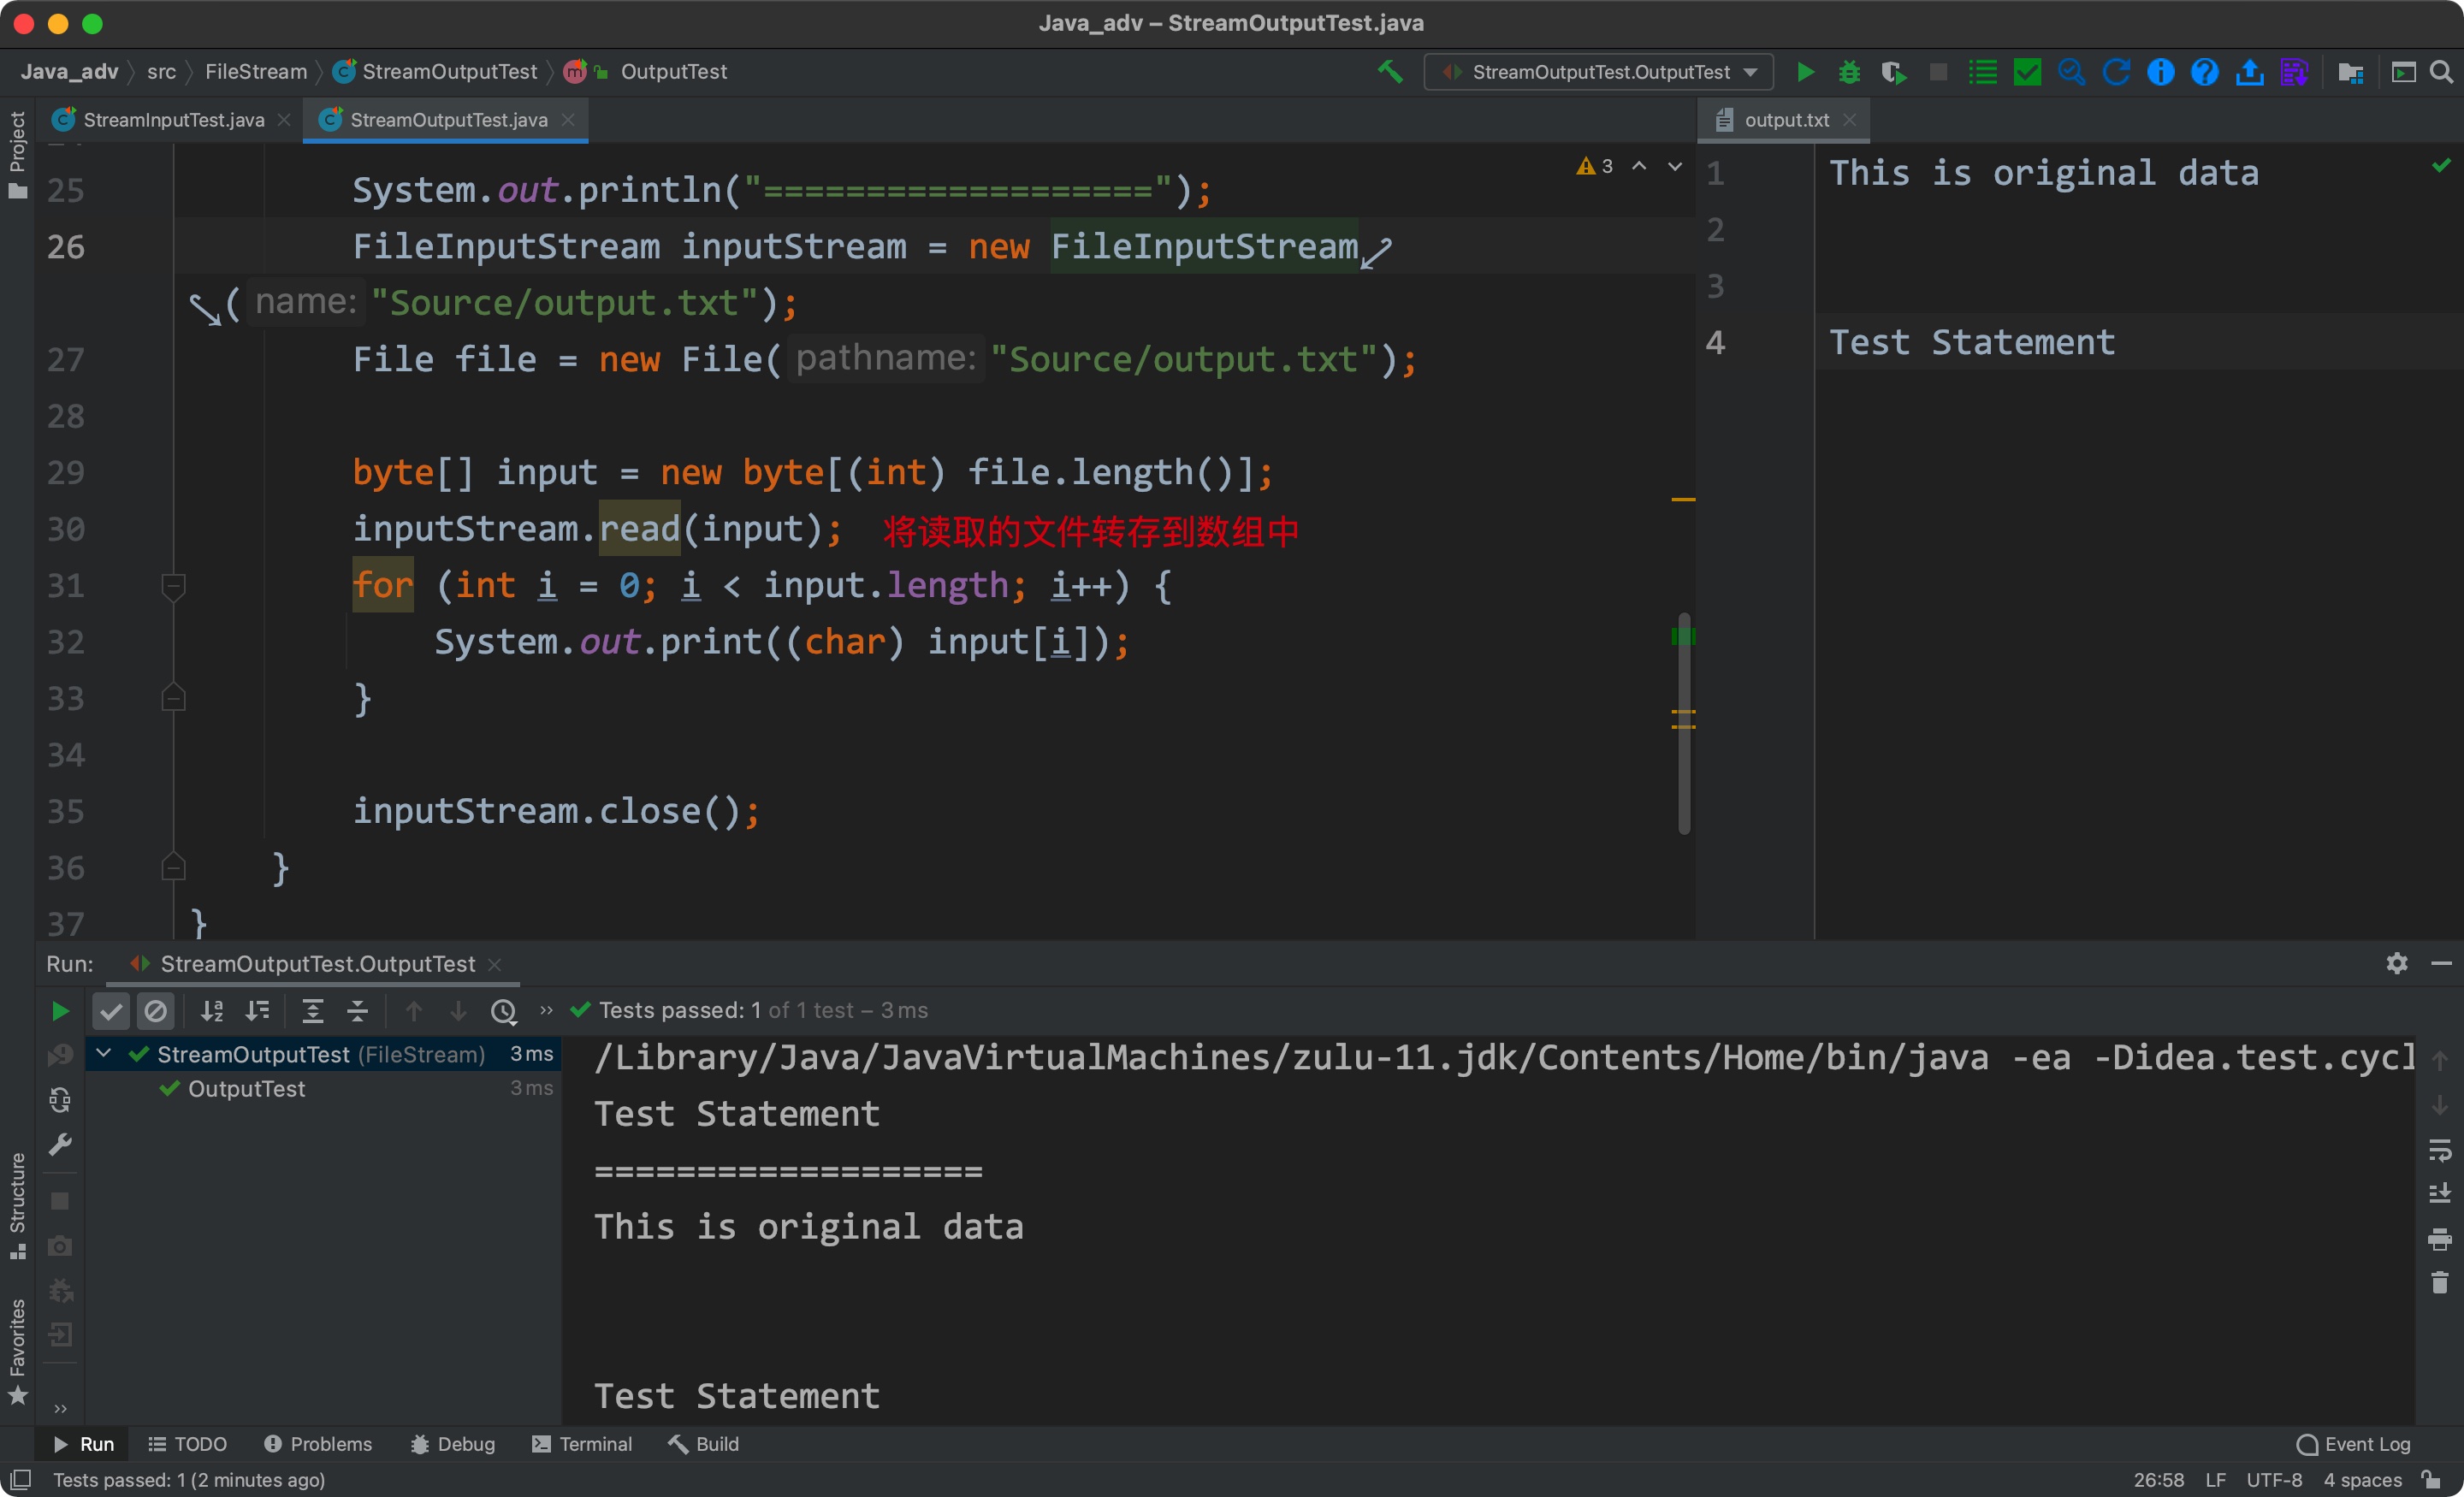 Java_adv – StreamOutputTest.java
Java_adv src FileStream StreamOutputTest OutputTest StreamOutputTest.OutputTest
Project
StreamInputTest.java StreamOutputTest.java output.txt
3
25 System.out.println("===================");
26 FileInputStream inputStream = new FileInputStream
( name: "Source/output.txt");
27 File file = new File( pathname: "Source/output.txt");
28
29 byte[] input = new byte[(int) file.length()];
30 inputStream.read(input); 将读取的文件转存到数组中
31 for (int i = 0; i < input.length; i++) {
32 System.out.print((char) input[i]);
33 }
34
35 inputStream.close();
36 }
37 }
1 This is original data
2
3
4 Test Statement
Run: StreamOutputTest.OutputTest
Tests passed: 1 of 1 test – 3 ms
StreamOutputTest (FileStream) 3 ms
OutputTest 3 ms
/Library/Java/JavaVirtualMachines/zulu-11.jdk/Contents/Home/bin/java -ea -Didea.test.cycl
Test Statement
===================
This is original data
Test Statement
Structure
Favorites
Run TODO Problems Debug Terminal Build Event Log
Tests passed: 1 (2 minutes ago) 26:58 LF UTF-8 4 spaces